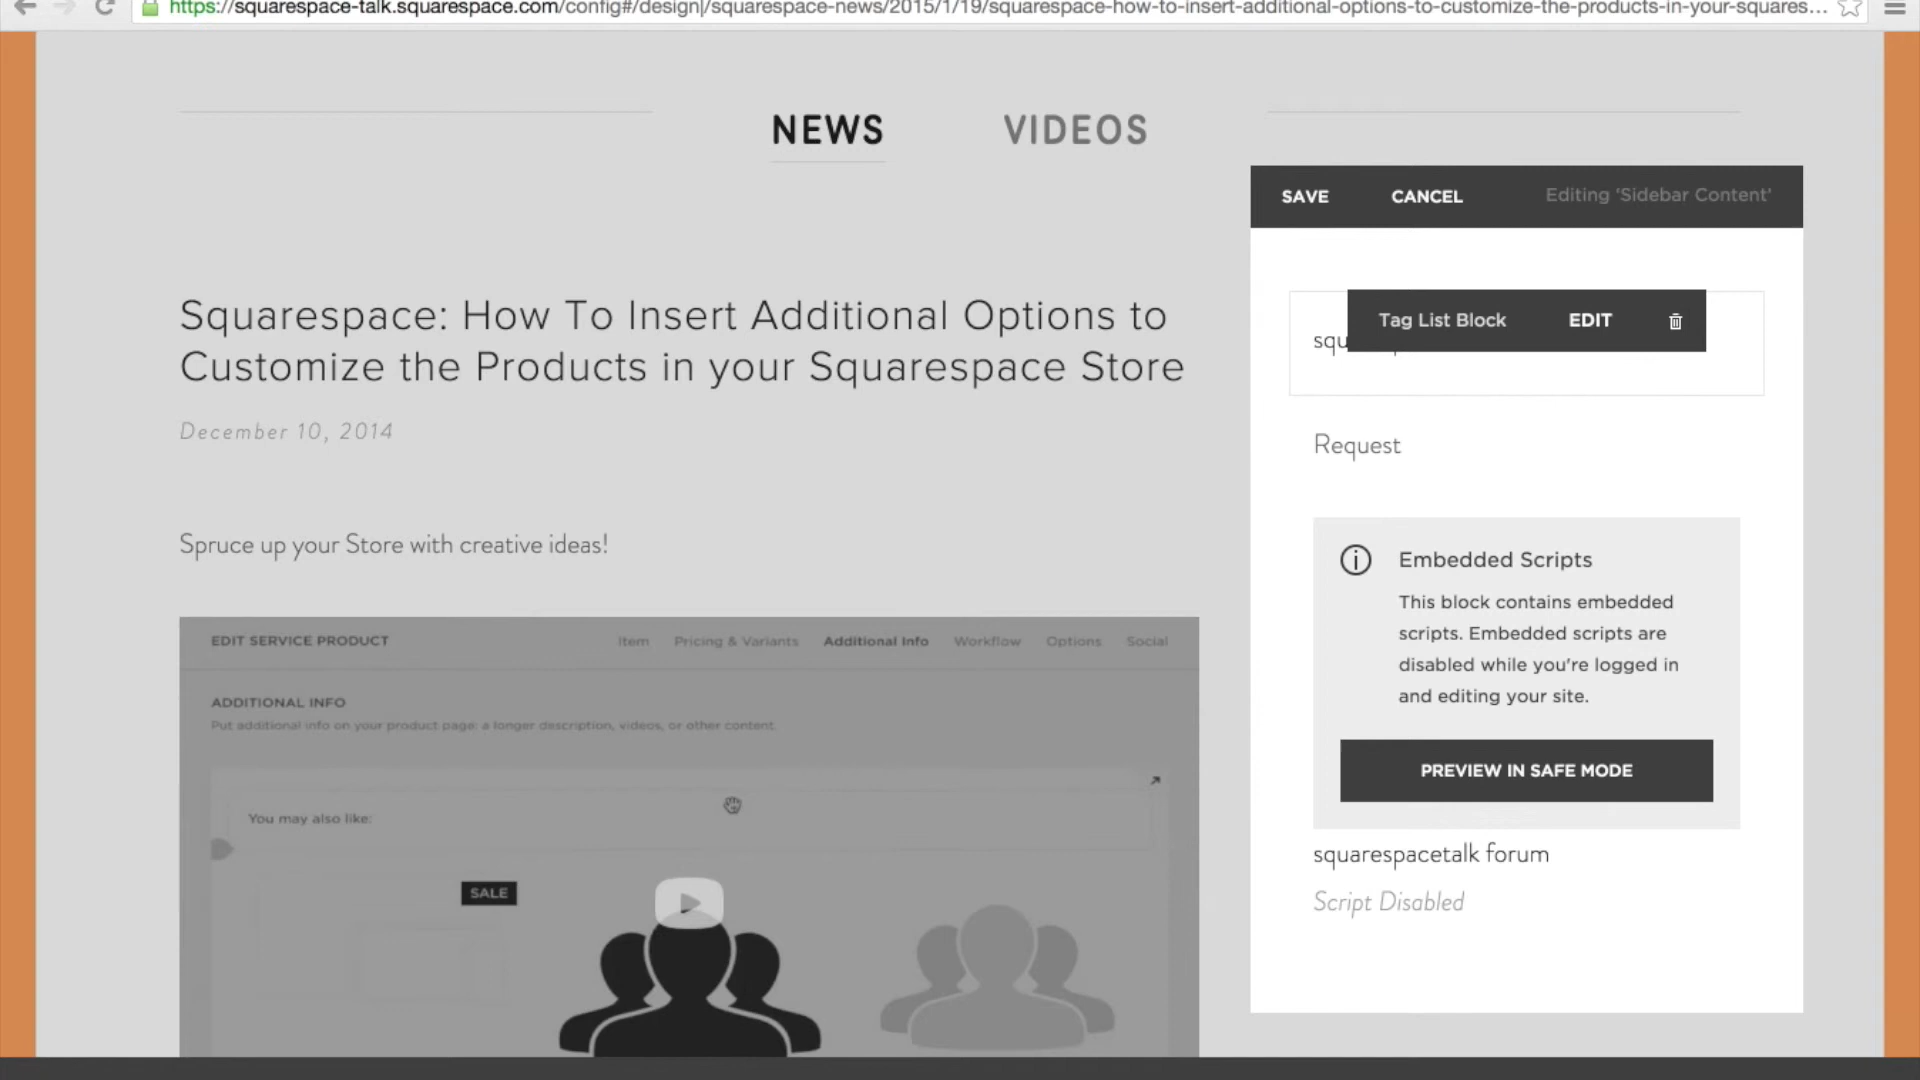 https://squarespace-talk.squarespace.com/config#/design|/squarespace-news/2015/1/19/squarespace-how-to-insert-additional-options-to-customize-the-products-in-your-squares...
NEWS VIDEOS
SAVE CANCEL Editing 'Sidebar Content'
Squarespace: How To Insert Additional Options to
Customize the Products in your Squarespace Store
December 10, 2014
Spruce up your Store with creative ideas!
EDIT SERVICE PRODUCT Item Pricing & Variants Additional Info Workflow Options Social
ADDITIONAL INFO
Put additional info on your product page: a longer description, videos, or other content.
You may also like:
SALE
Tag List Block EDIT
Request
Embedded Scripts
This block contains embedded
scripts. Embedded scripts are
disabled while you're logged in
and editing your site.
PREVIEW IN SAFE MODE
squarespacetalk forum
Script Disabled